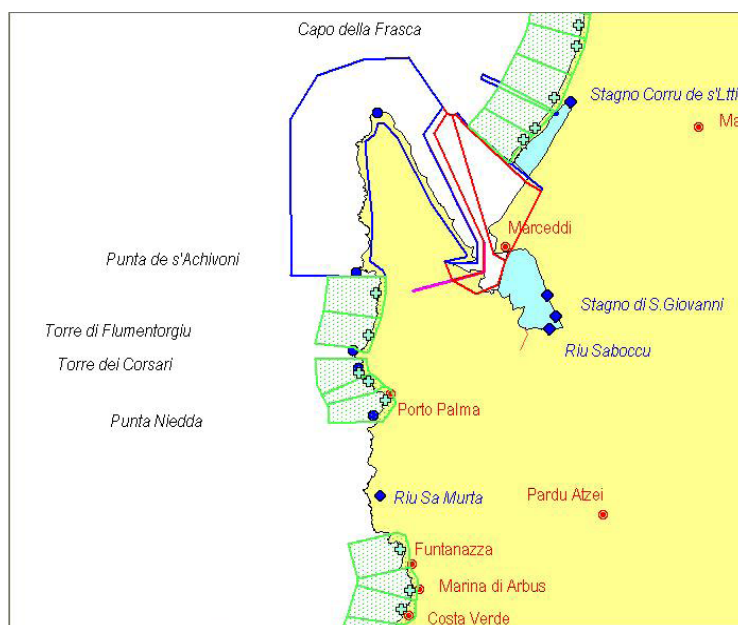 Capo della Frasca
Stagno Corru de s'Ltti
Ma
Marceddi
Punta de s'Achivoni
Stagno di S.Giovanni
Torre di Flumentorgiu
Riu Saboccu
Torre dei Corsari
Porto Palma
Punta Niedda
Riu Sa Murta
Pardu Atzei
Funtanazza
Marina di Arbus
Costa Verde